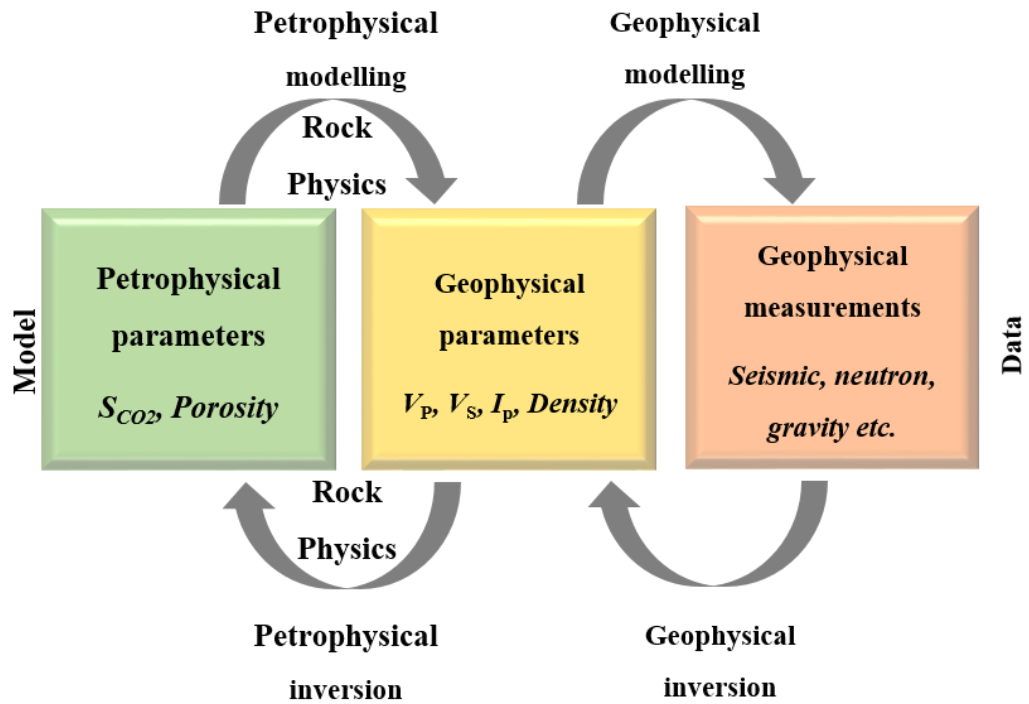 Petrophysical
modelling
Rock
Physics
Geophysical
modelling
Model
Petrophysical
parameters
S_CO2, Porosity
Geophysical
parameters
V_P, V_S, I_p, Density
Geophysical
measurements
Seismic, neutron,
gravity etc.
Data
Rock
Physics
Petrophysical
inversion
Geophysical
inversion